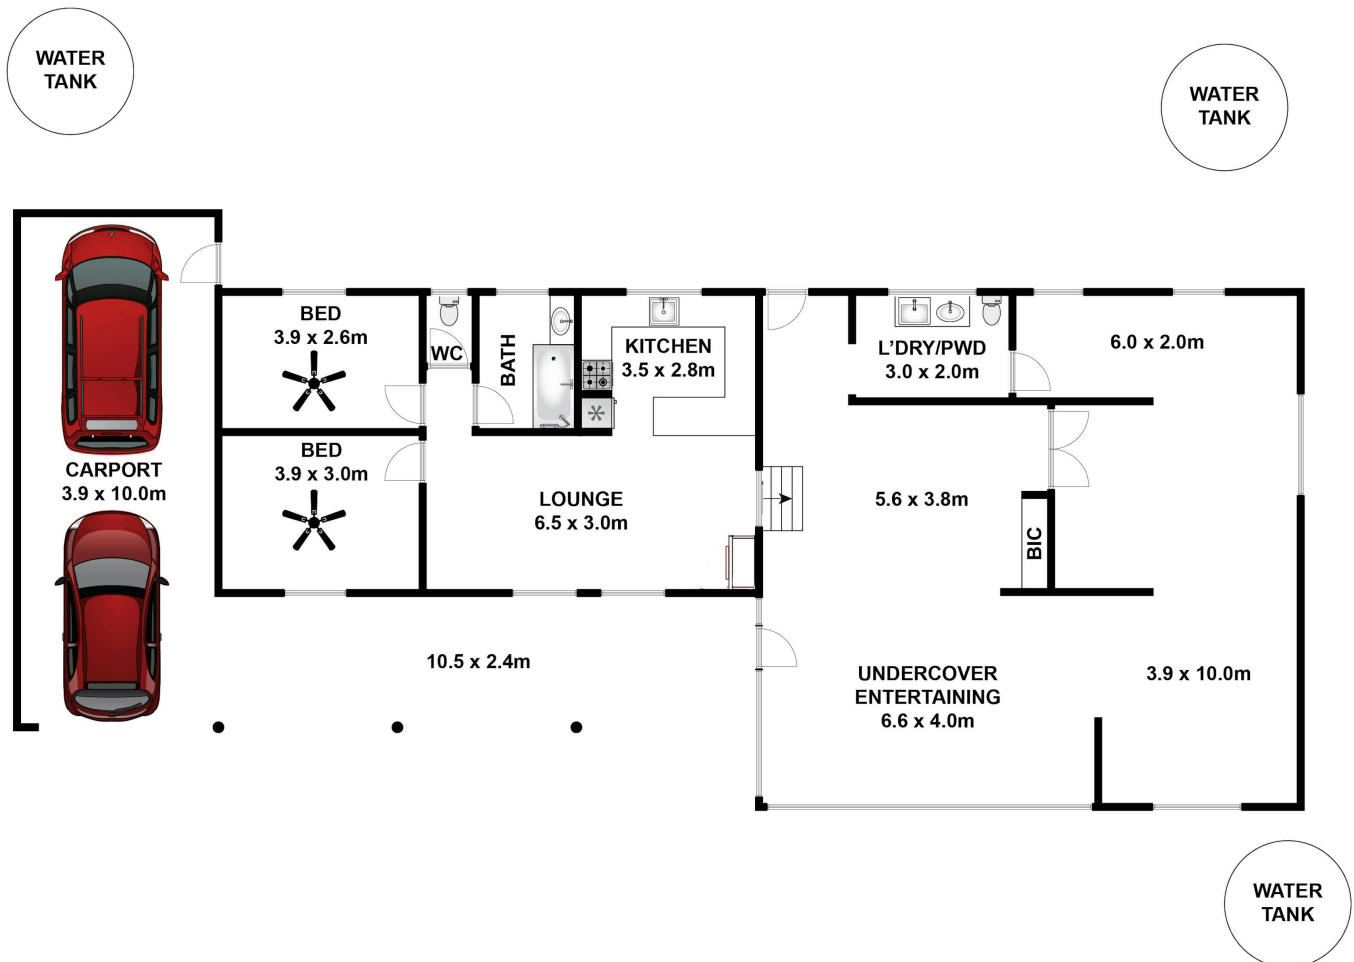 WATER
TANK
WATER
TANK
BED
3.9 x 2.6m
WC
BATH
KITCHEN
3.5 x 2.8m
L'DRY/PWD
3.0 x 2.0m
6.0 x 2.0m
CARPORT
3.9 x 10.0m
BED
3.9 x 3.0m
LOUNGE
6.5 x 3.0m
5.6 x 3.8m
BIC
10.5 x 2.4m
UNDERCOVER
ENTERTAINING
6.6 x 4.0m
3.9 x 10.0m
WATER
TANK